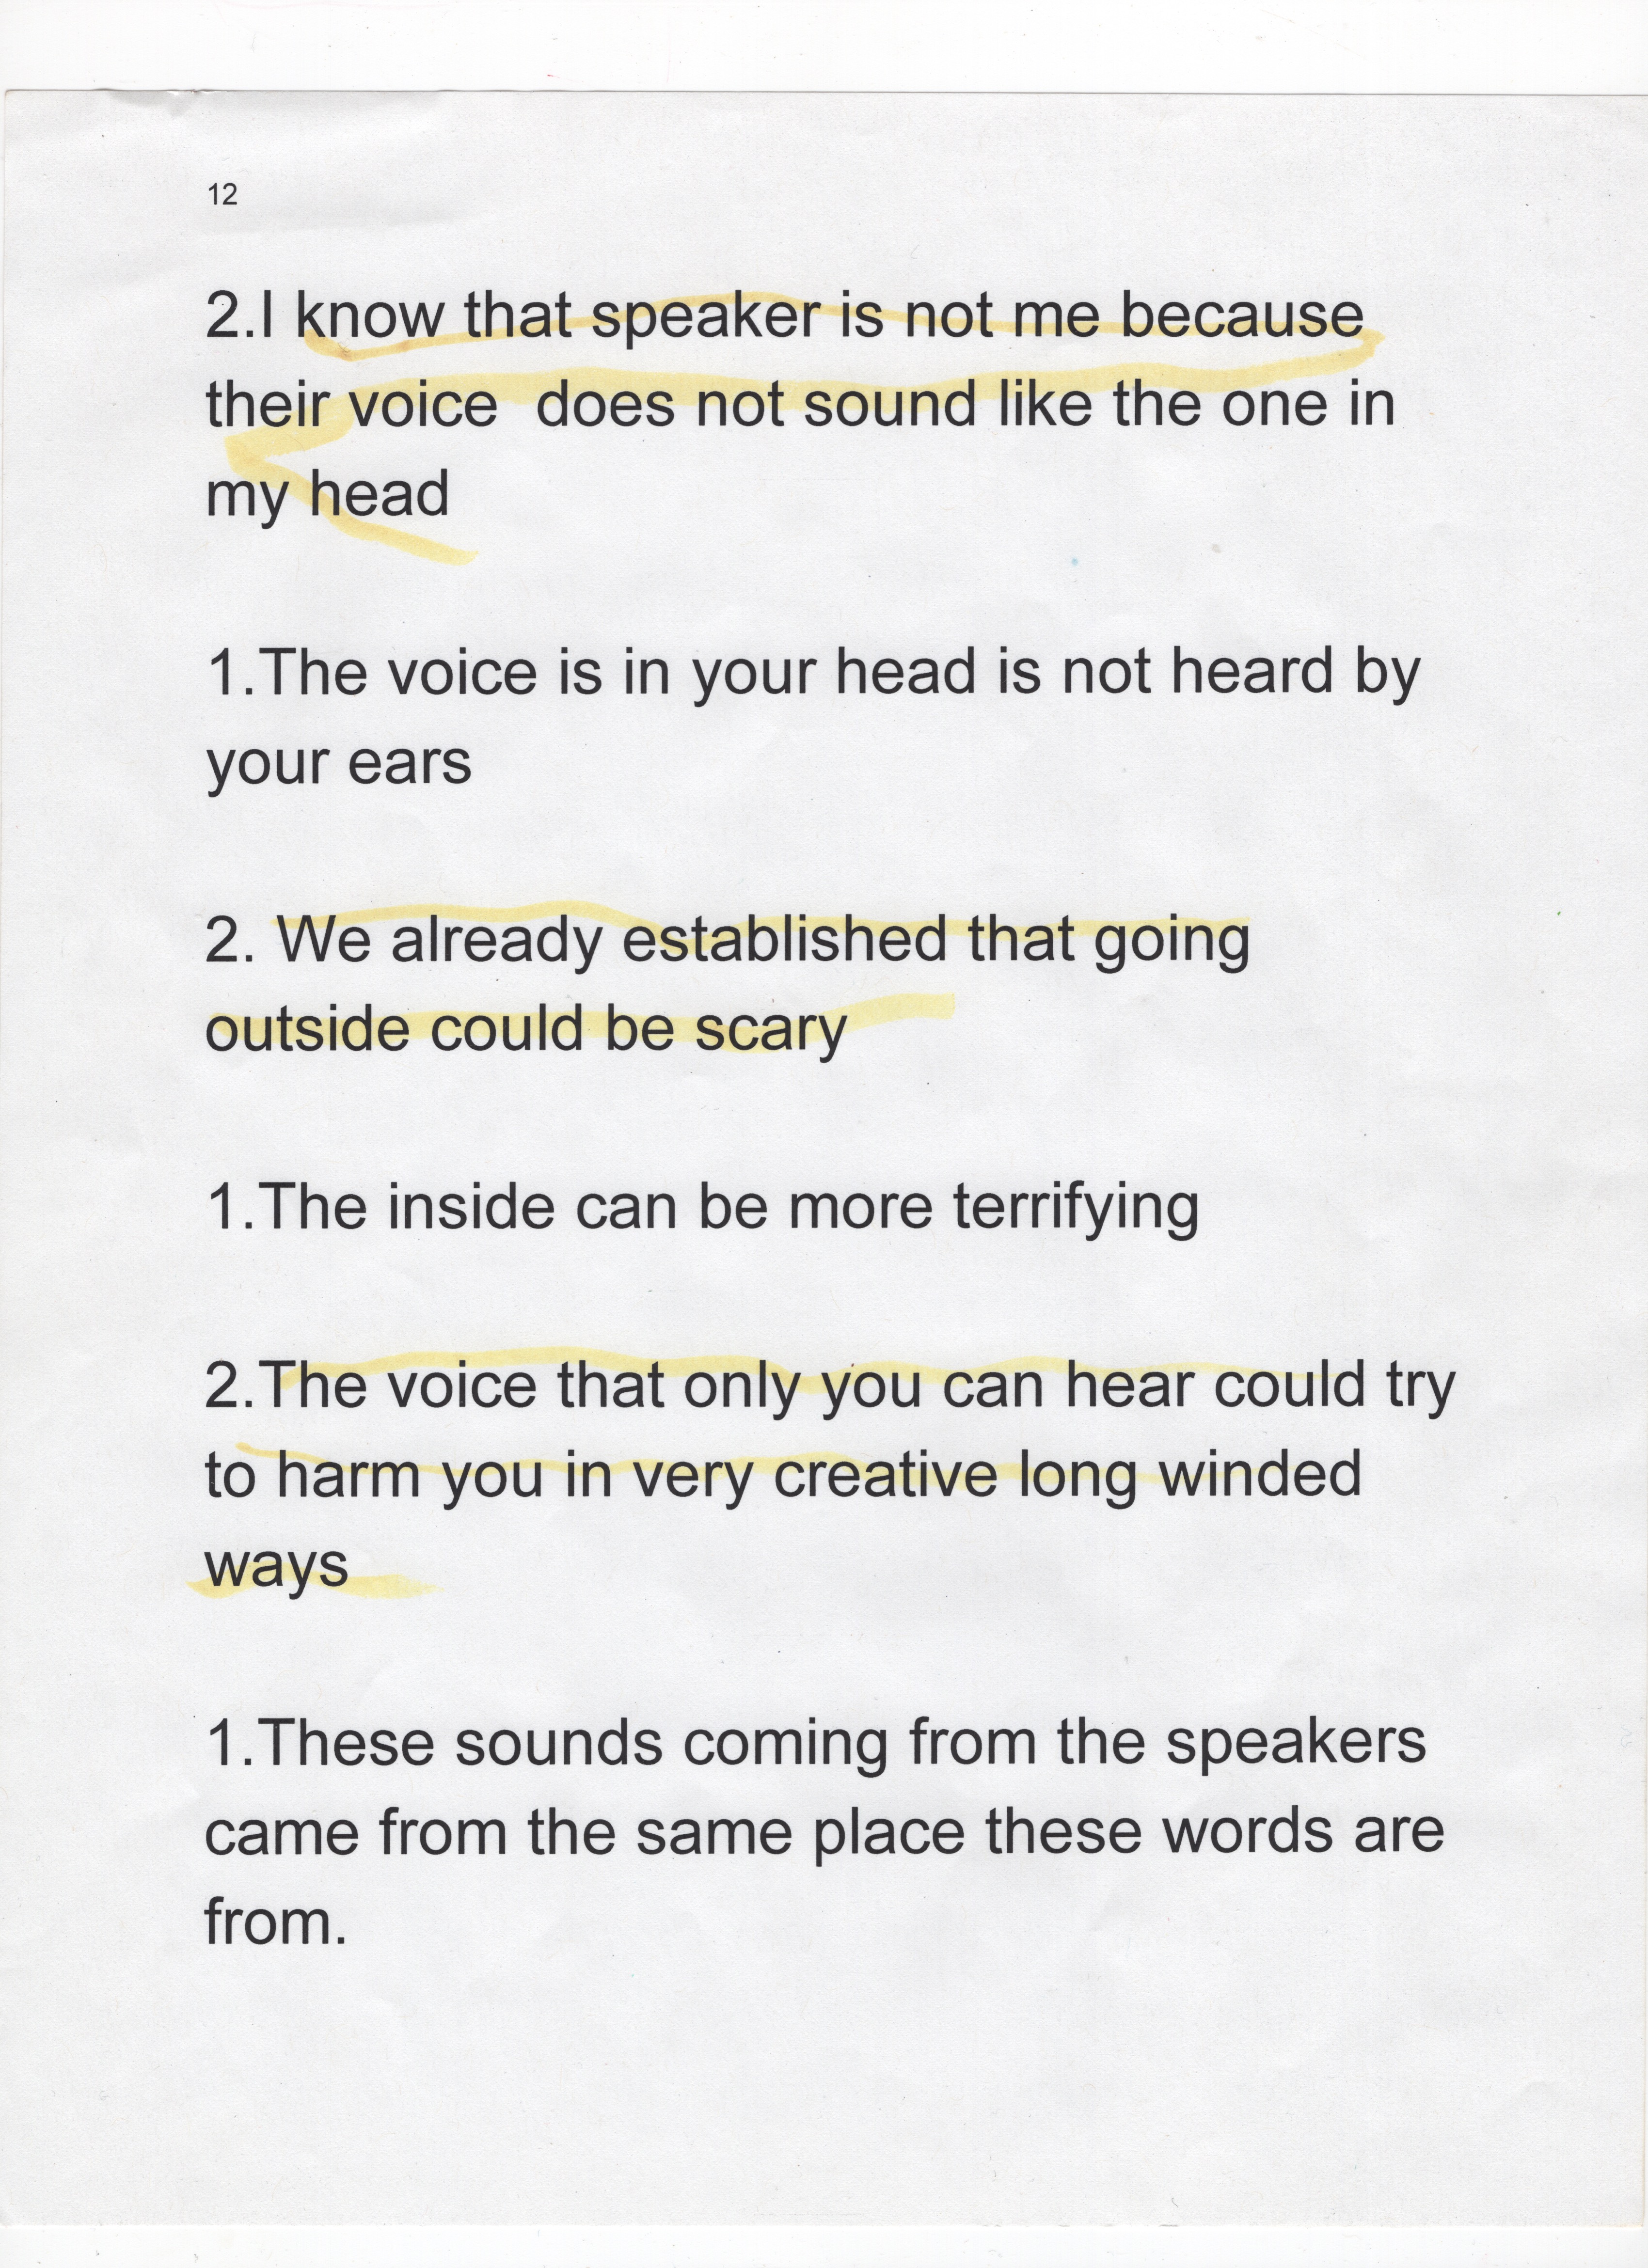 12
2.I know that speaker is not me because
their voice  does not sound like the one in
my head
1.The voice is in your head is not heard by
your ears
2. We already established that going
outside could be scary
1.The inside can be more terrifying
2.The voice that only you can hear could try
to harm you in very creative long winded
ways
1.These sounds coming from the speakers
came from the same place these words are
from.